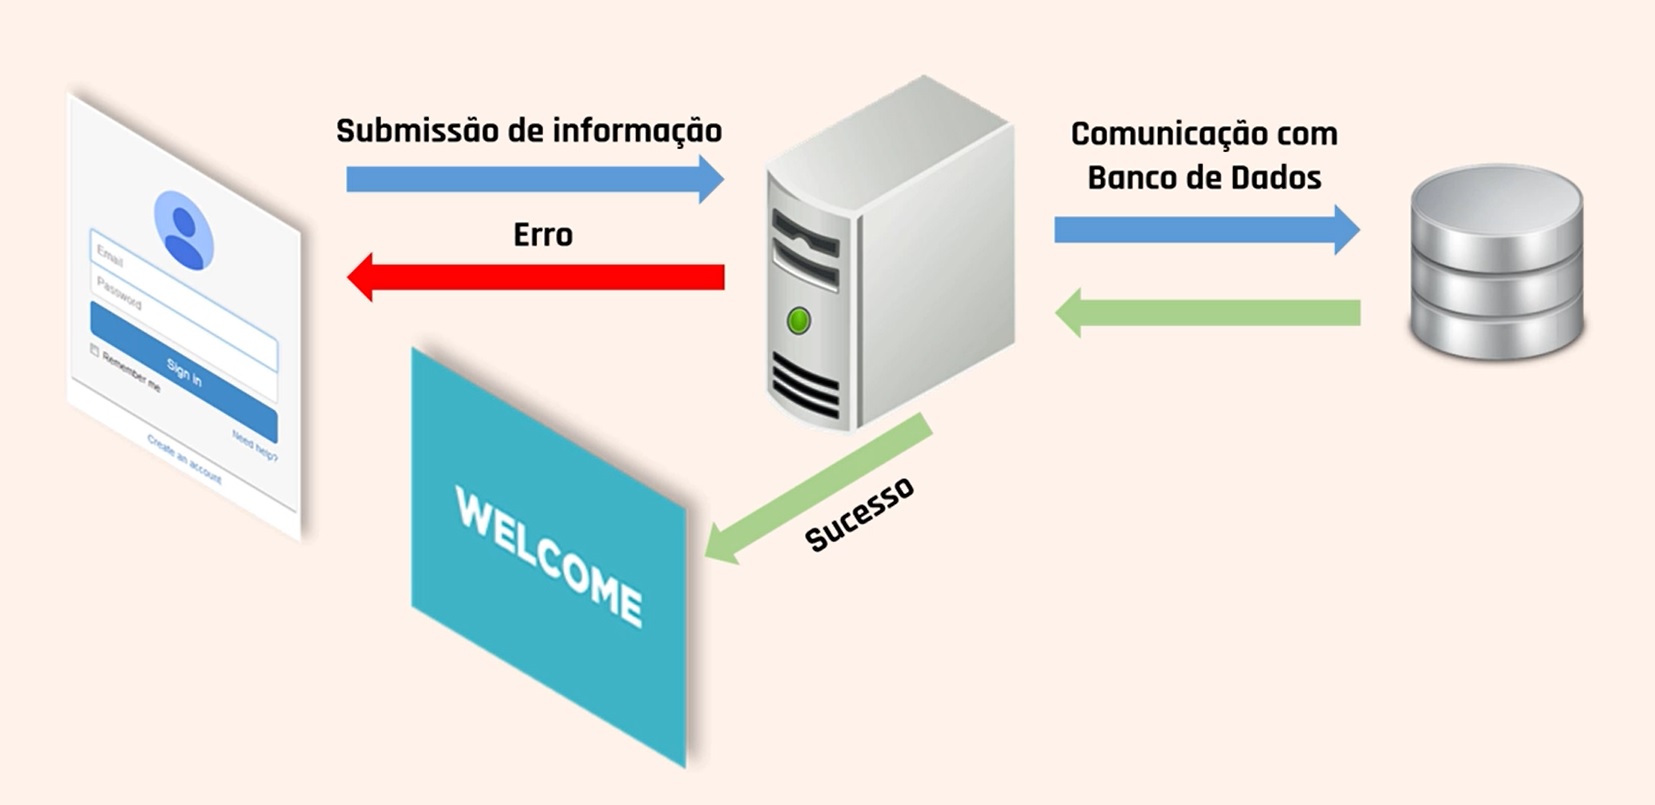 Submissão de informação
Erro
Comunicação com
Banco de Dados
Email
Password
Sign in
Remember me
Need help?
Create an account
WELCOME
Sucesso